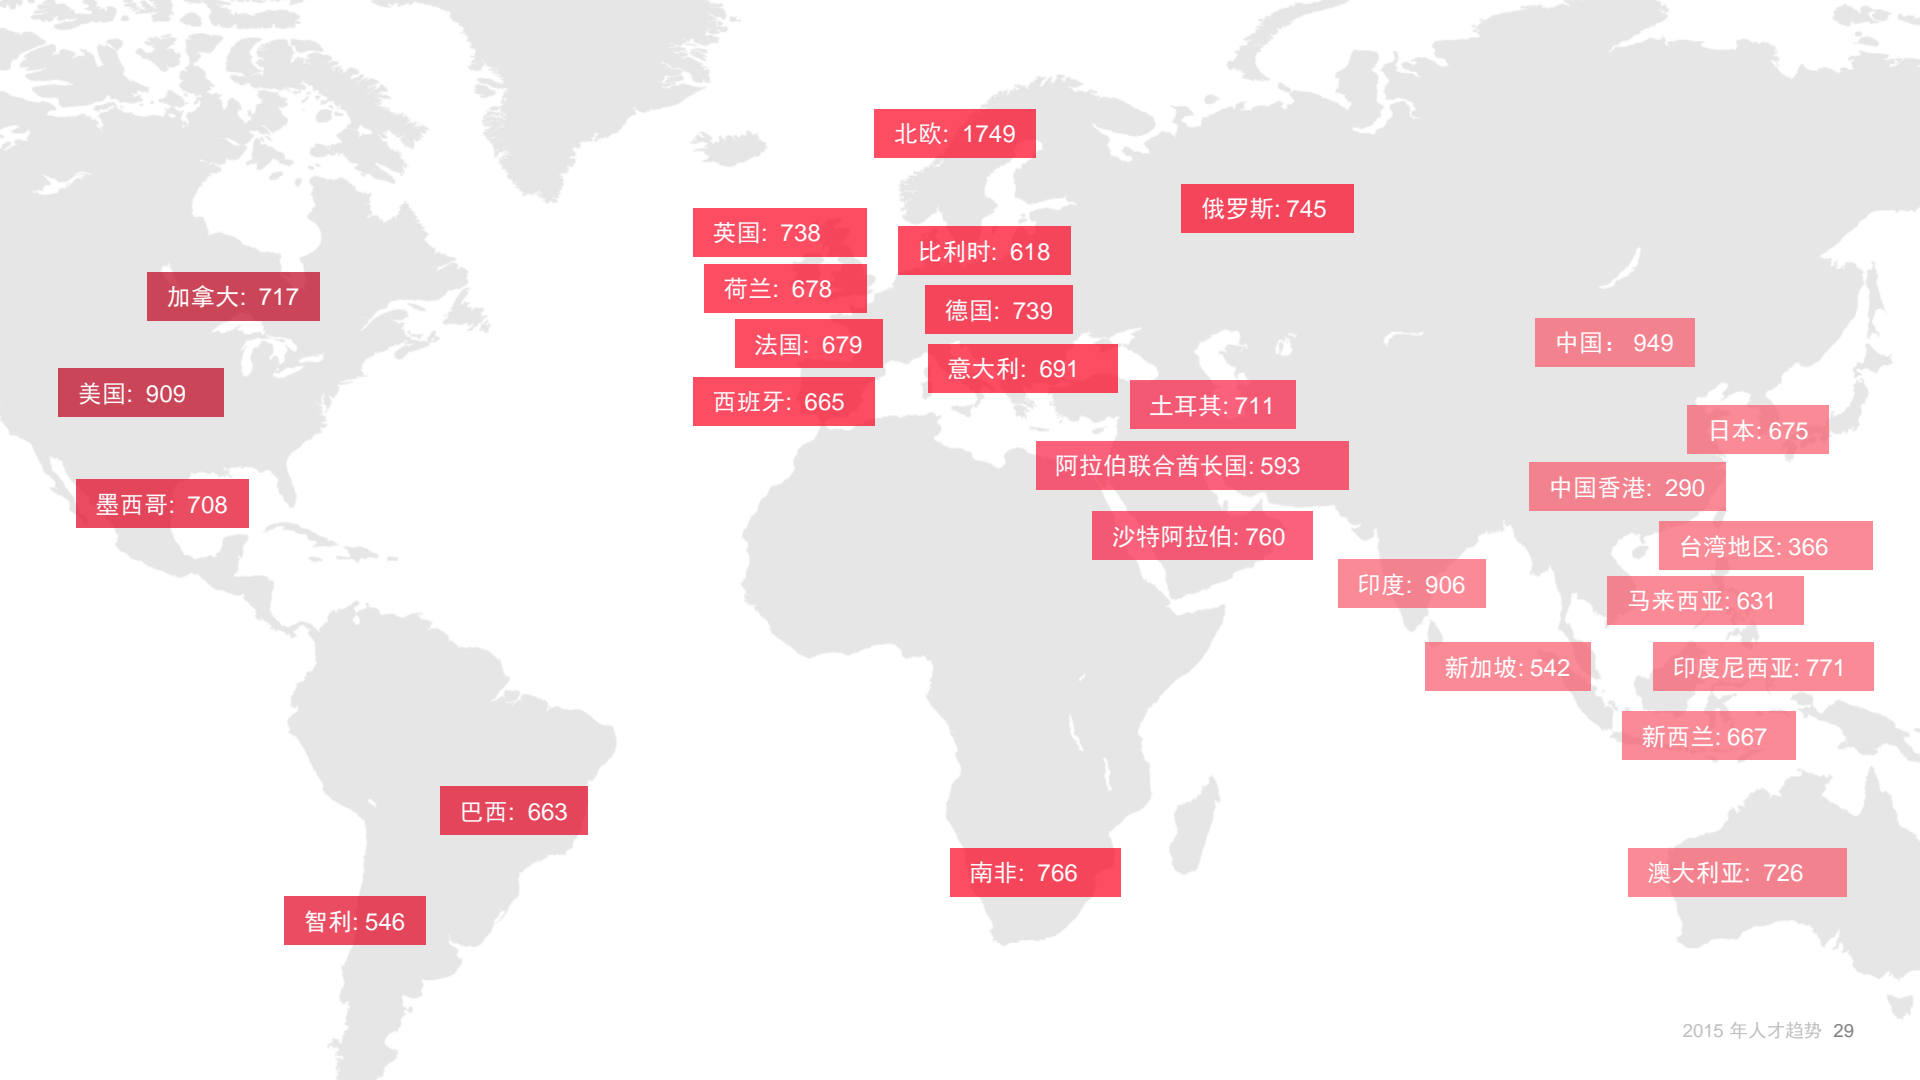 北欧: 1749
俄罗斯: 745
英国: 738
比利时: 618
加拿大: 717
荷兰: 678
德国: 739
法国: 679
中国： 949
意大利: 691
美国: 909
西班牙: 665
土耳其: 711
日本: 675
阿拉伯联合酋长国: 593
中国香港: 290
墨西哥: 708
沙特阿拉伯: 760
台湾地区: 366
印度: 906
马来西亚: 631
新加坡: 542
印度尼西亚: 771
新西兰: 667
巴西: 663
南非: 766
澳大利亚: 726
智利: 546
2015 年人才趋势 29